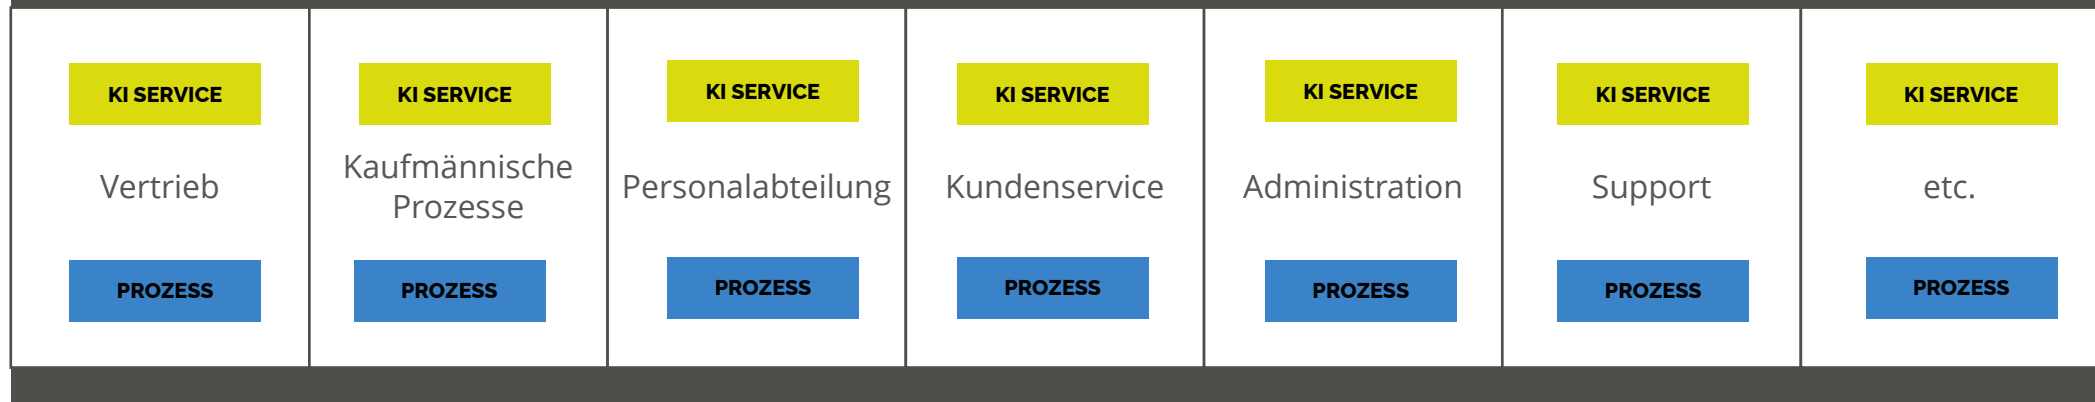 KI SERVICE
KI SERVICE
KI SERVICE
KI SERVICE
KI SERVICE
KI SERVICE
KI SERVICE
Vertrieb
Kaufmännische
Prozesse
Personalabteilung
Kundenservice
Administration
Support
etc.
PROZESS
PROZESS
PROZESS
PROZESS
PROZESS
PROZESS
PROZESS